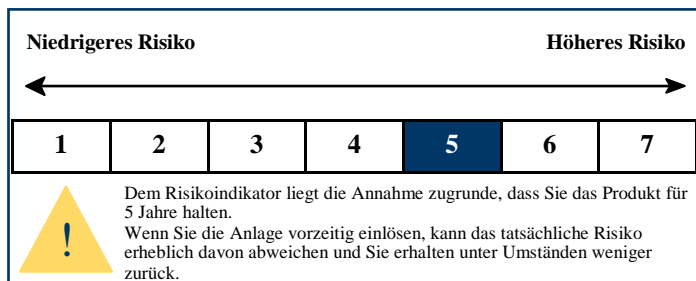 Niedrigeres Risiko Höheres Risiko
1 2 3 4 5 6 7
!
Dem Risikoindikator liegt die Annahme zugrunde, dass Sie das Produkt für
5 Jahre halten.
Wenn Sie die Anlage vorzeitig einlösen, kann das tatsächliche Risiko
erheblich davon abweichen und Sie erhalten unter Umständen weniger
zurück.